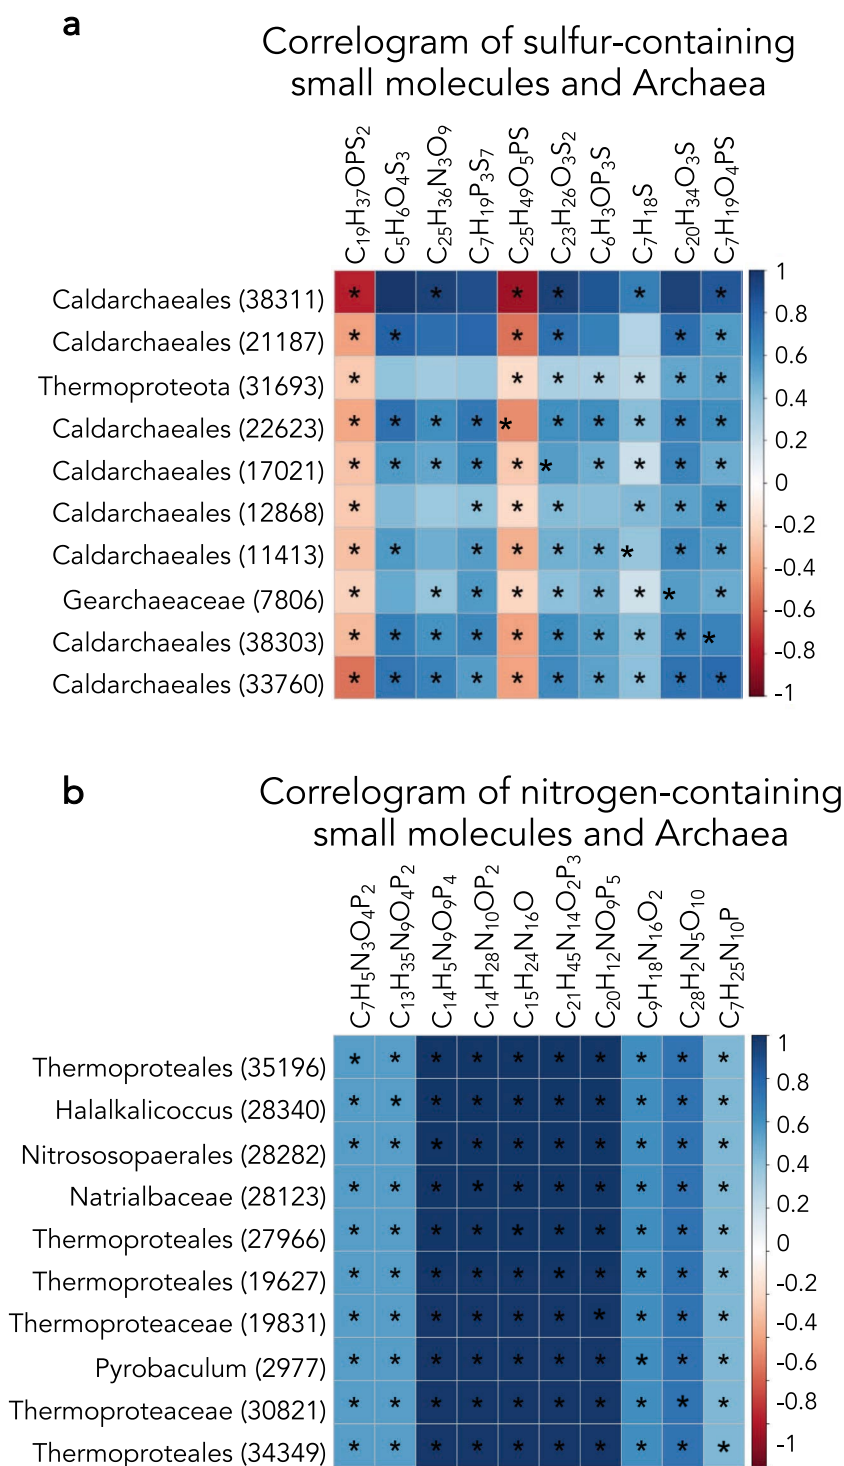 a
Correlogram of sulfur-containing
small molecules and Archaea
C₁₉H₃₇OPS₂
C₅H₆O₄S₃
C₂₅H₃₆N₃O₉
C₇H₁₉P₃S₇
C₂₅H₄₉O₅PS
C₂₃H₂₆O₃S₂
C₆H₃OP₃S
C₇H₁₈S
C₂₀H₃₄O₃S
C₇H₁₉O₄PS
Caldarchaeales (38311)
Caldarchaeales (21187)
Thermoproteota (31693)
Caldarchaeales (22623)
Caldarchaeales (17021)
Caldarchaeales (12868)
Caldarchaeales (11413)
Gearchaeaceae (7806)
Caldarchaeales (38303)
Caldarchaeales (33760)
1
0.8
0.6
0.4
0.2
0
-0.2
-0.4
-0.6
-0.8
-1
b
Correlogram of nitrogen-containing
small molecules and Archaea
C₇H₅N₃O₄P₂
C₁₃H₃₅N₉O₄P₂
C₁₄H₅N₉O₉P₄
C₁₄H₂₈N₁₀OP₂
C₁₅H₂₄N₁₆O
C₂₁H₄₅N₁₄O₂P₃
C₂₀H₁₂NO₉P₅
C₉H₁₈N₁₆O₂
C₂₈H₂N₅O₁₀
C₇H₂₅N₁₀P
Thermoproteales (35196)
Halalkalicoccus (28340)
Nitrososopaerales (28282)
Natrialbaceae (28123)
Thermoproteales (27966)
Thermoproteales (19627)
Thermoproteaceae (19831)
Pyrobaculum (2977)
Thermoproteaceae (30821)
Thermoproteales (34349)
1
0.8
0.6
0.4
0.2
0
-0.2
-0.4
-0.6
-0.8
-1